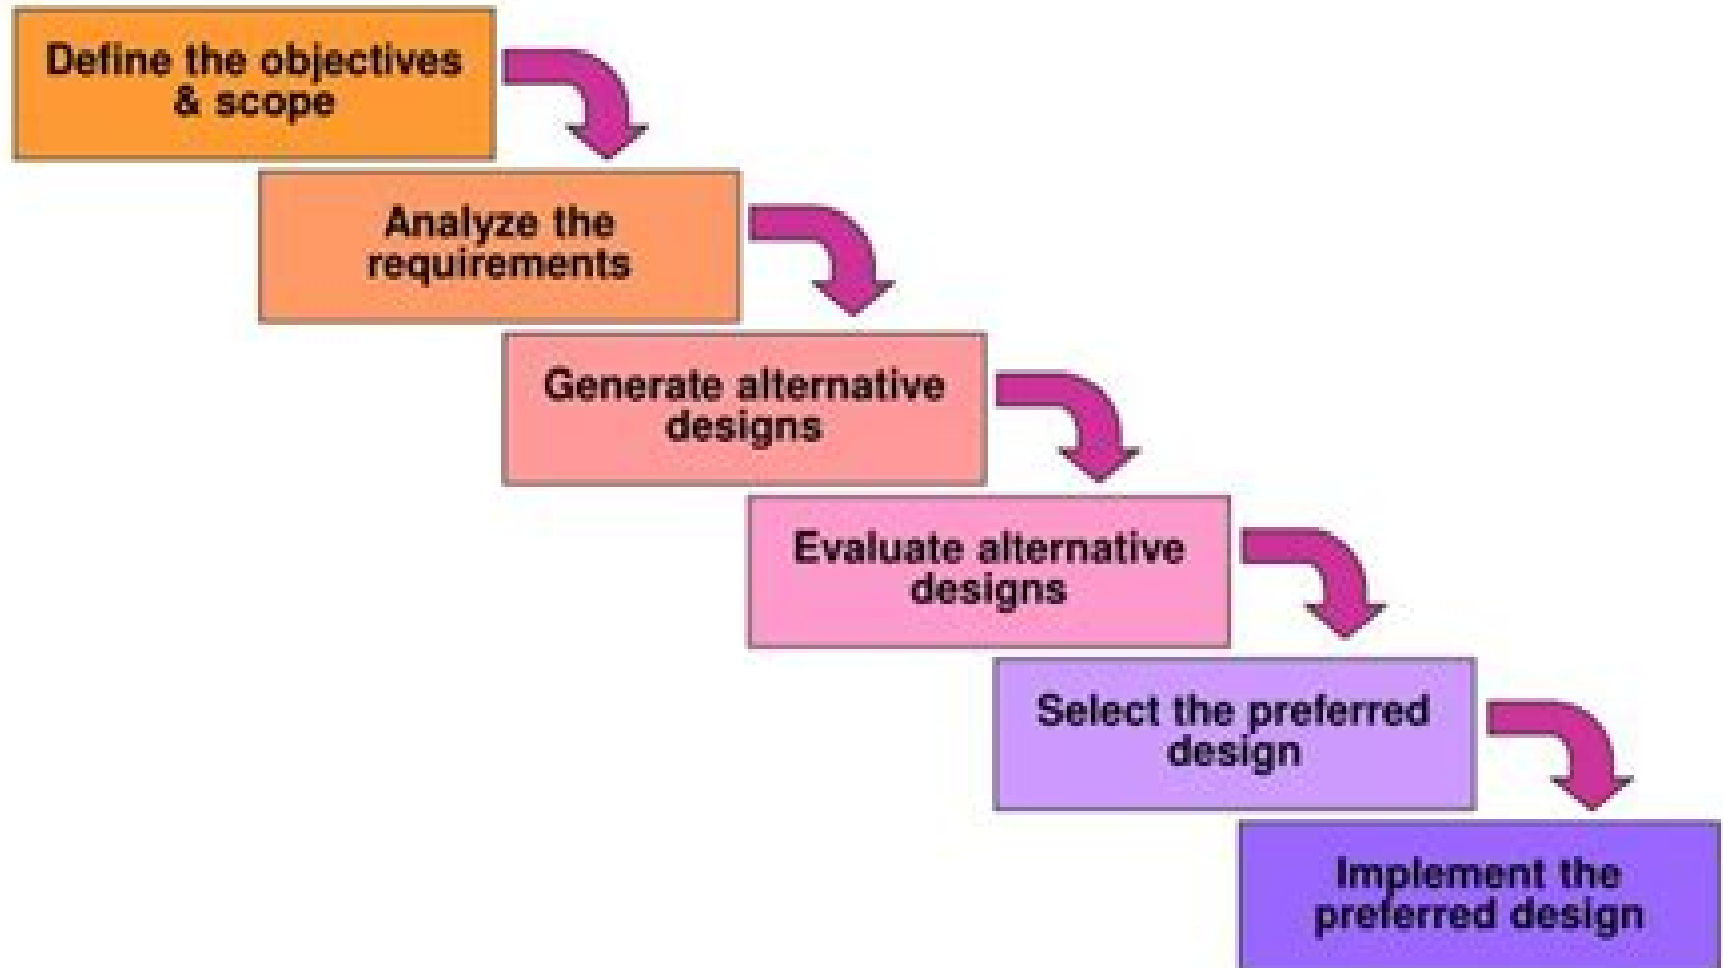 Define the objectives
& scope
Analyze the
requirements
Generate alternative
designs
Evaluate alternative
designs
Select the preferred
design
Implement the
preferred design